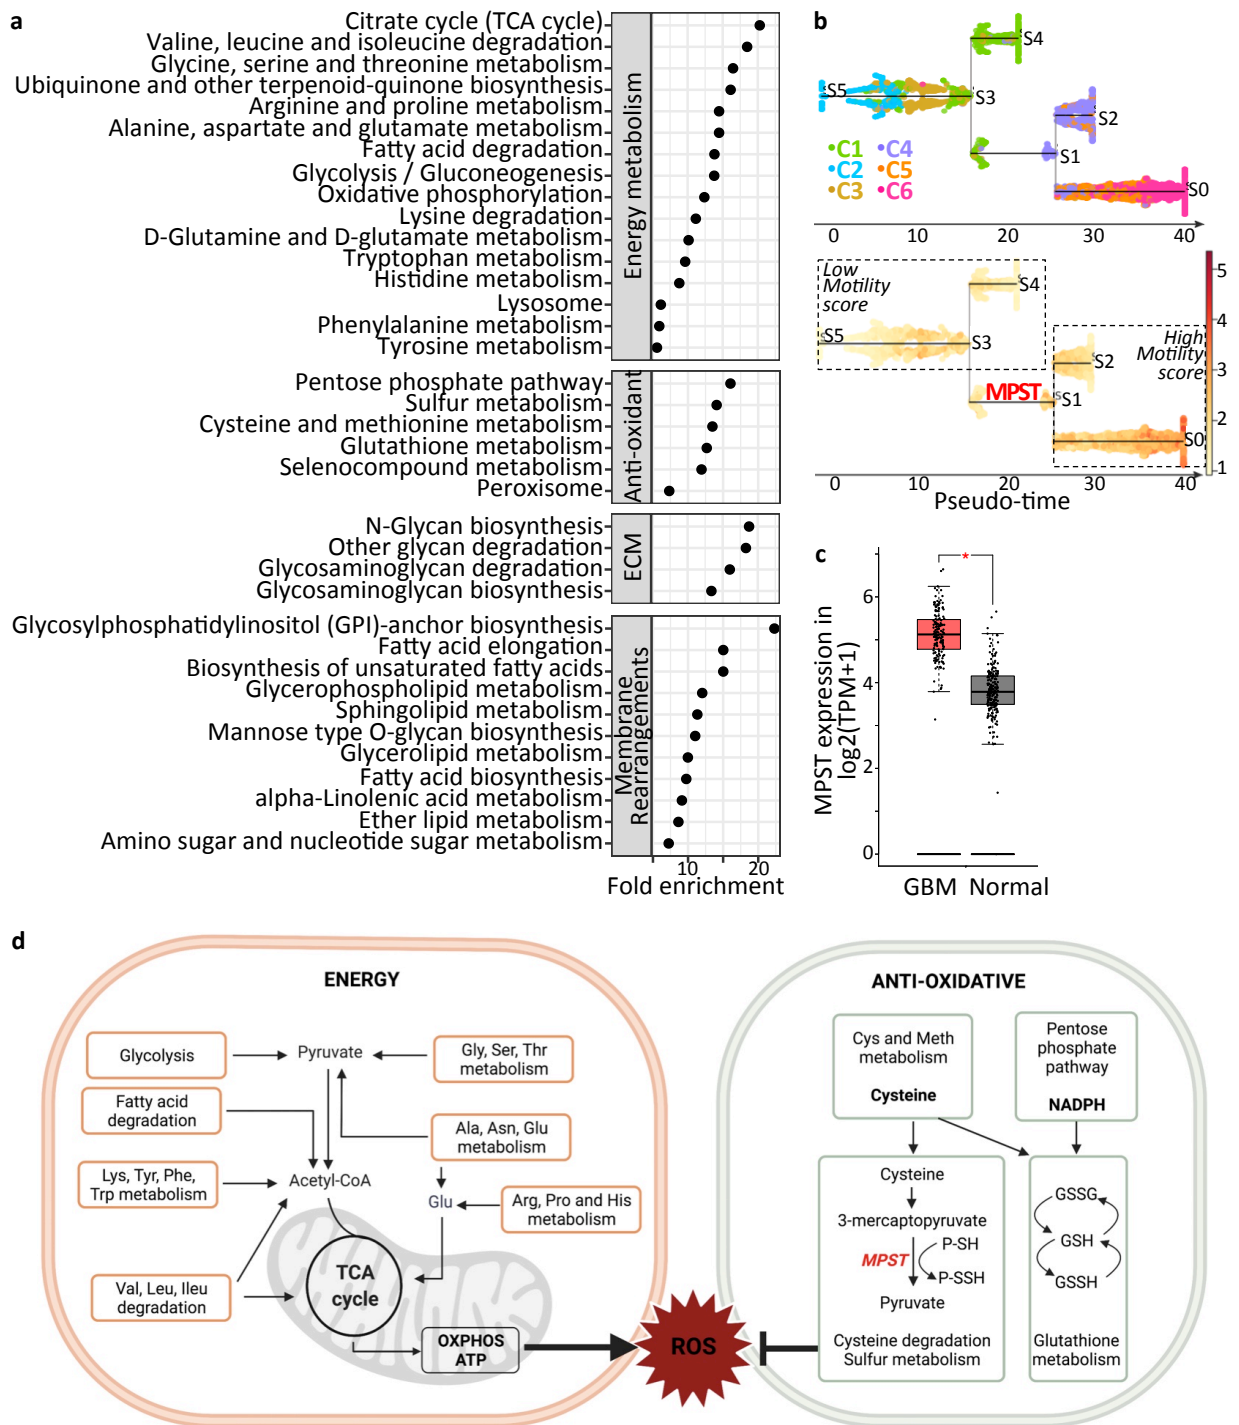 a
Citrate cycle (TCA cycle)
Valine, leucine and isoleucine degradation
Glycine, serine and threonine metabolism
Ubiquinone and other terpenoid-quinone biosynthesis
Arginine and proline metabolism
Alanine, aspartate and glutamate metabolism
Fatty acid degradation
Glycolysis / Gluconeogenesis
Oxidative phosphorylation
Lysine degradation
D-Glutamine and D-glutamate metabolism
Tryptophan metabolism
Histidine metabolism
Lysosome
Phenylalanine metabolism
Tyrosine metabolism
Energy metabolism
Pentose phosphate pathway
Sulfur metabolism
Cysteine and methionine metabolism
Glutathione metabolism
Selenocompound metabolism
Peroxisome
Anti-oxidant
N-Glycan biosynthesis
Other glycan degradation
Glycosaminoglycan degradation
Glycosaminoglycan biosynthesis
ECM
Glycosylphosphatidylinositol (GPI)-anchor biosynthesis
Fatty acid elongation
Biosynthesis of unsaturated fatty acids
Glycerophospholipid metabolism
Sphingolipid metabolism
Mannose type O-glycan biosynthesis
Glycerolipid metabolism
Fatty acid biosynthesis
alpha-Linolenic acid metabolism
Ether lipid metabolism
Amino sugar and nucleotide sugar metabolism
Membrane
Rearrangements
10 20
Fold enrichment
b
S4
S5
S3
S2
S1
S0
C1 C4
C2 C5
C3 C6
0 10 20 30 40
Low
Motility
score
S4
S5
S3
High
Motility
score
S2
MPST
S1
S0
5
4
3
2
1
0 10 20 30 40
Pseudo-time
c
*
MPST expression in
log2(TPM+1)
6
4
2
0
GBM Normal
d
ENERGY
Glycolysis
Pyruvate
Gly, Ser, Thr
metabolism
Fatty acid
degradation
Ala, Asn, Glu
metabolism
Lys, Tyr, Phe,
Trp metabolism
Acetyl-CoA
Glu
Arg, Pro and His
metabolism
Val, Leu, Ileu
degradation
TCA
cycle
OXPHOS
ATP
ROS
ANTI-OXIDATIVE
Cys and Meth
metabolism
Cysteine
Pentose
phosphate
pathway
NADPH
Cysteine
3-mercaptopyruvate
MPST
P-SH
P-SSH
Pyruvate
Cysteine degradation
Sulfur metabolism
GSSG
GSH
GSSH
Glutathione
metabolism